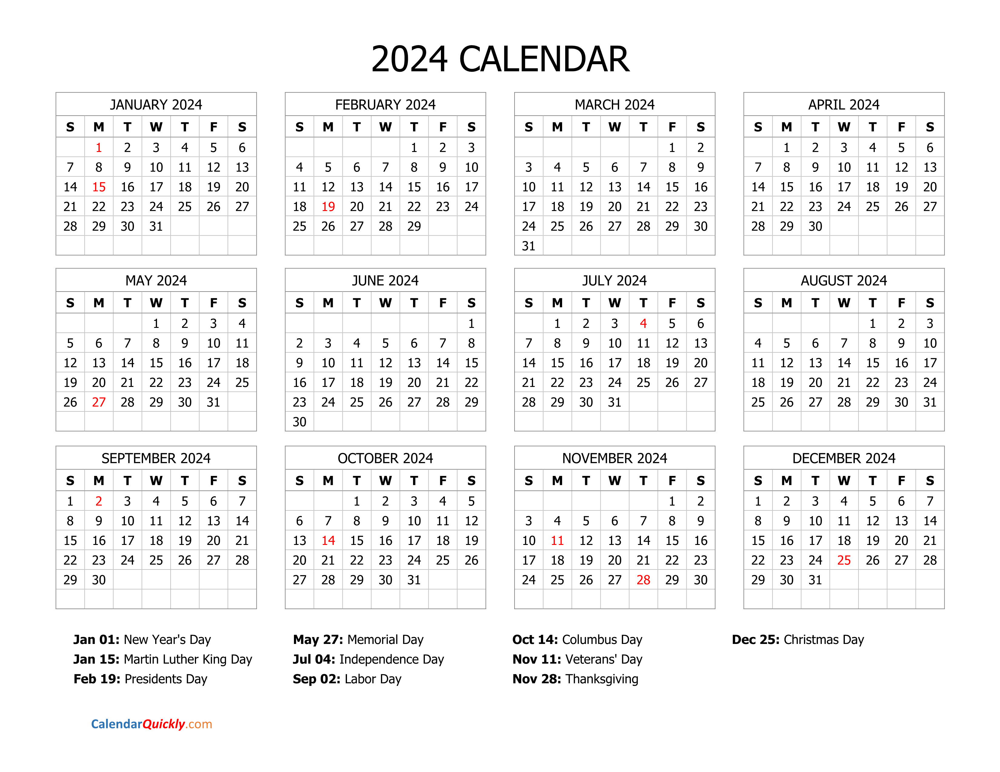 2024 CALENDAR
JANUARY 2024
S M T W T F S
1 2 3 4 5 6
7 8 9 10 11 12 13
14 15 16 17 18 19 20
21 22 23 24 25 26 27
28 29 30 31
FEBRUARY 2024
S M T W T F S
1 2 3
4 5 6 7 8 9 10
11 12 13 14 15 16 17
18 19 20 21 22 23 24
25 26 27 28 29
MARCH 2024
S M T W T F S
1 2
3 4 5 6 7 8 9
10 11 12 13 14 15 16
17 18 19 20 21 22 23
24 25 26 27 28 29 30
31
APRIL 2024
S M T W T F S
1 2 3 4 5 6
7 8 9 10 11 12 13
14 15 16 17 18 19 20
21 22 23 24 25 26 27
28 29 30
MAY 2024
S M T W T F S
1 2 3 4
5 6 7 8 9 10 11
12 13 14 15 16 17 18
19 20 21 22 23 24 25
26 27 28 29 30 31
JUNE 2024
S M T W T F S
1
2 3 4 5 6 7 8
9 10 11 12 13 14 15
16 17 18 19 20 21 22
23 24 25 26 27 28 29
30
JULY 2024
S M T W T F S
1 2 3 4 5 6
7 8 9 10 11 12 13
14 15 16 17 18 19 20
21 22 23 24 25 26 27
28 29 30 31
AUGUST 2024
S M T W T F S
1 2 3
4 5 6 7 8 9 10
11 12 13 14 15 16 17
18 19 20 21 22 23 24
25 26 27 28 29 30 31
SEPTEMBER 2024
S M T W T F S
1 2 3 4 5 6 7
8 9 10 11 12 13 14
15 16 17 18 19 20 21
22 23 24 25 26 27 28
29 30
OCTOBER 2024
S M T W T F S
1 2 3 4 5
6 7 8 9 10 11 12
13 14 15 16 17 18 19
20 21 22 23 24 25 26
27 28 29 30 31
NOVEMBER 2024
S M T W T F S
1 2
3 4 5 6 7 8 9
10 11 12 13 14 15 16
17 18 19 20 21 22 23
24 25 26 27 28 29 30
DECEMBER 2024
S M T W T F S
1 2 3 4 5 6 7
8 9 10 11 12 13 14
15 16 17 18 19 20 21
22 23 24 25 26 27 28
29 30 31
Jan 01: New Year's Day
Jan 15: Martin Luther King Day
Feb 19: Presidents Day
May 27: Memorial Day
Jul 04: Independence Day
Sep 02: Labor Day
Oct 14: Columbus Day
Nov 11: Veterans' Day
Nov 28: Thanksgiving
Dec 25: Christmas Day
CalendarQuickly.com